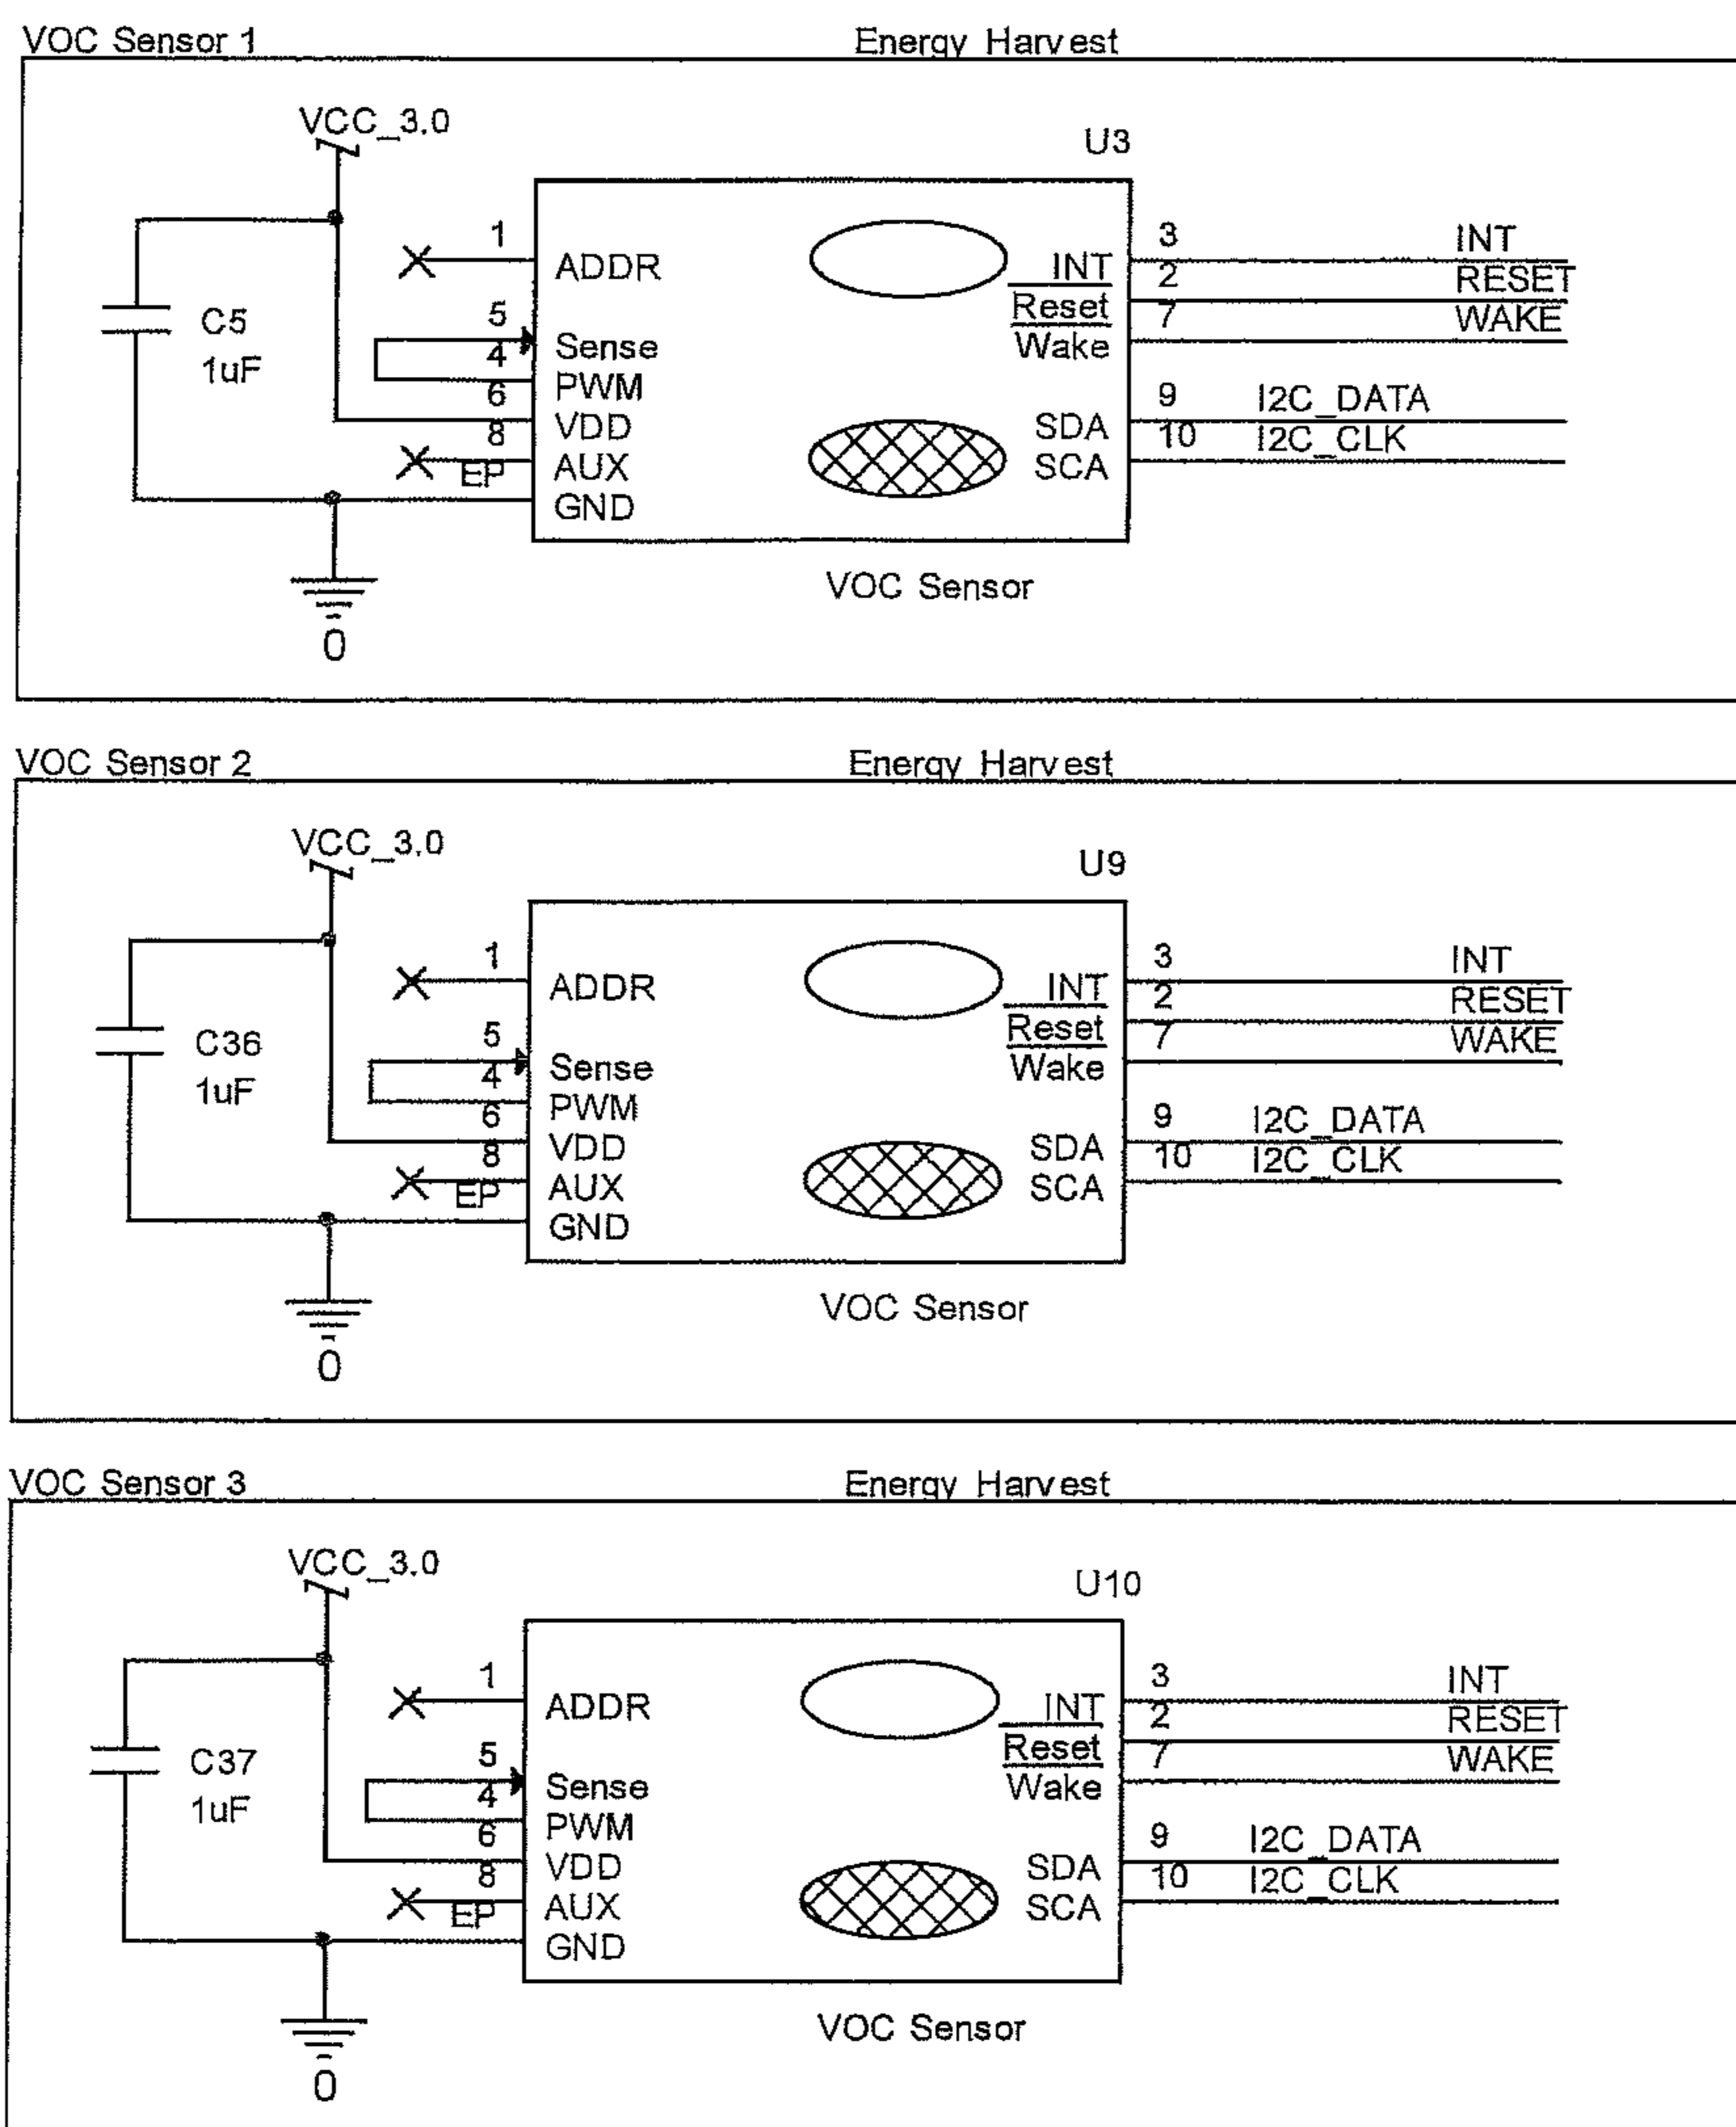 VOC Sensor 1 Energy Harvest
VCC_3.0
U3
C5
1uF
1 ADDR
5 Sense
4 PWM
6 VDD
8 AUX
EP GND
INT 3 INT
Reset 2 RESET
Wake 7 WAKE
SDA 9 I2C_DATA
SCA 10 I2C_CLK
VOC Sensor
0
VOC Sensor 2 Energy Harvest
VCC_3.0
U9
C36
1uF
1 ADDR
5 Sense
4 PWM
6 VDD
8 AUX
EP GND
INT 3 INT
Reset 2 RESET
Wake 7 WAKE
SDA 9 I2C_DATA
SCA 10 I2C_CLK
VOC Sensor
0
VOC Sensor 3 Energy Harvest
VCC_3.0
U10
C37
1uF
1 ADDR
5 Sense
4 PWM
6 VDD
8 AUX
EP GND
INT 3 INT
Reset 2 RESET
Wake 7 WAKE
SDA 9 I2C_DATA
SCA 10 I2C_CLK
VOC Sensor
0